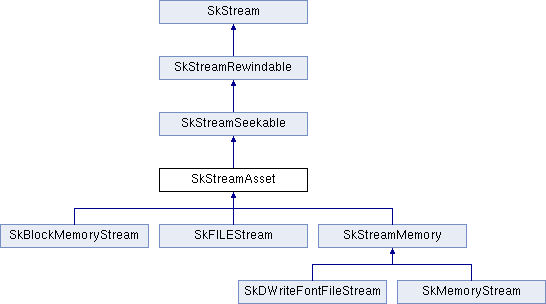 SkStream
SkStreamRewindable
SkStreamSeekable
SkStreamAsset
SkBlockMemoryStream
SkFILEStream
SkStreamMemory
SkDWriteFontFileStream
SkMemoryStream